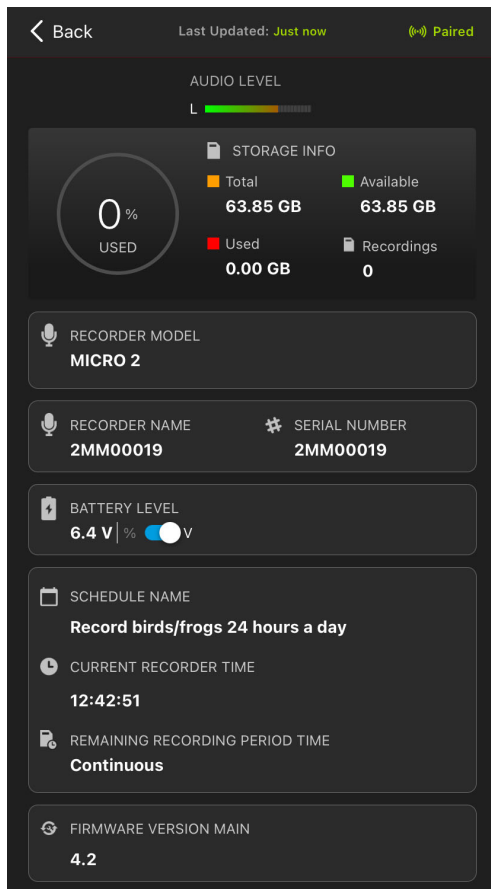 Back
Last Updated: Just now
Paired
AUDIO LEVEL
L
STORAGE INFO
0 %
USED
Total
63.85 GB
Available
63.85 GB
Used
0.00 GB
Recordings
0
RECORDER MODEL
MICRO 2
RECORDER NAME
2MM00019
SERIAL NUMBER
2MM00019
BATTERY LEVEL
6.4 V | % V
SCHEDULE NAME
Record birds/frogs 24 hours a day
CURRENT RECORDER TIME
12:42:51
REMAINING RECORDING PERIOD TIME
Continuous
FIRMWARE VERSION MAIN
4.2